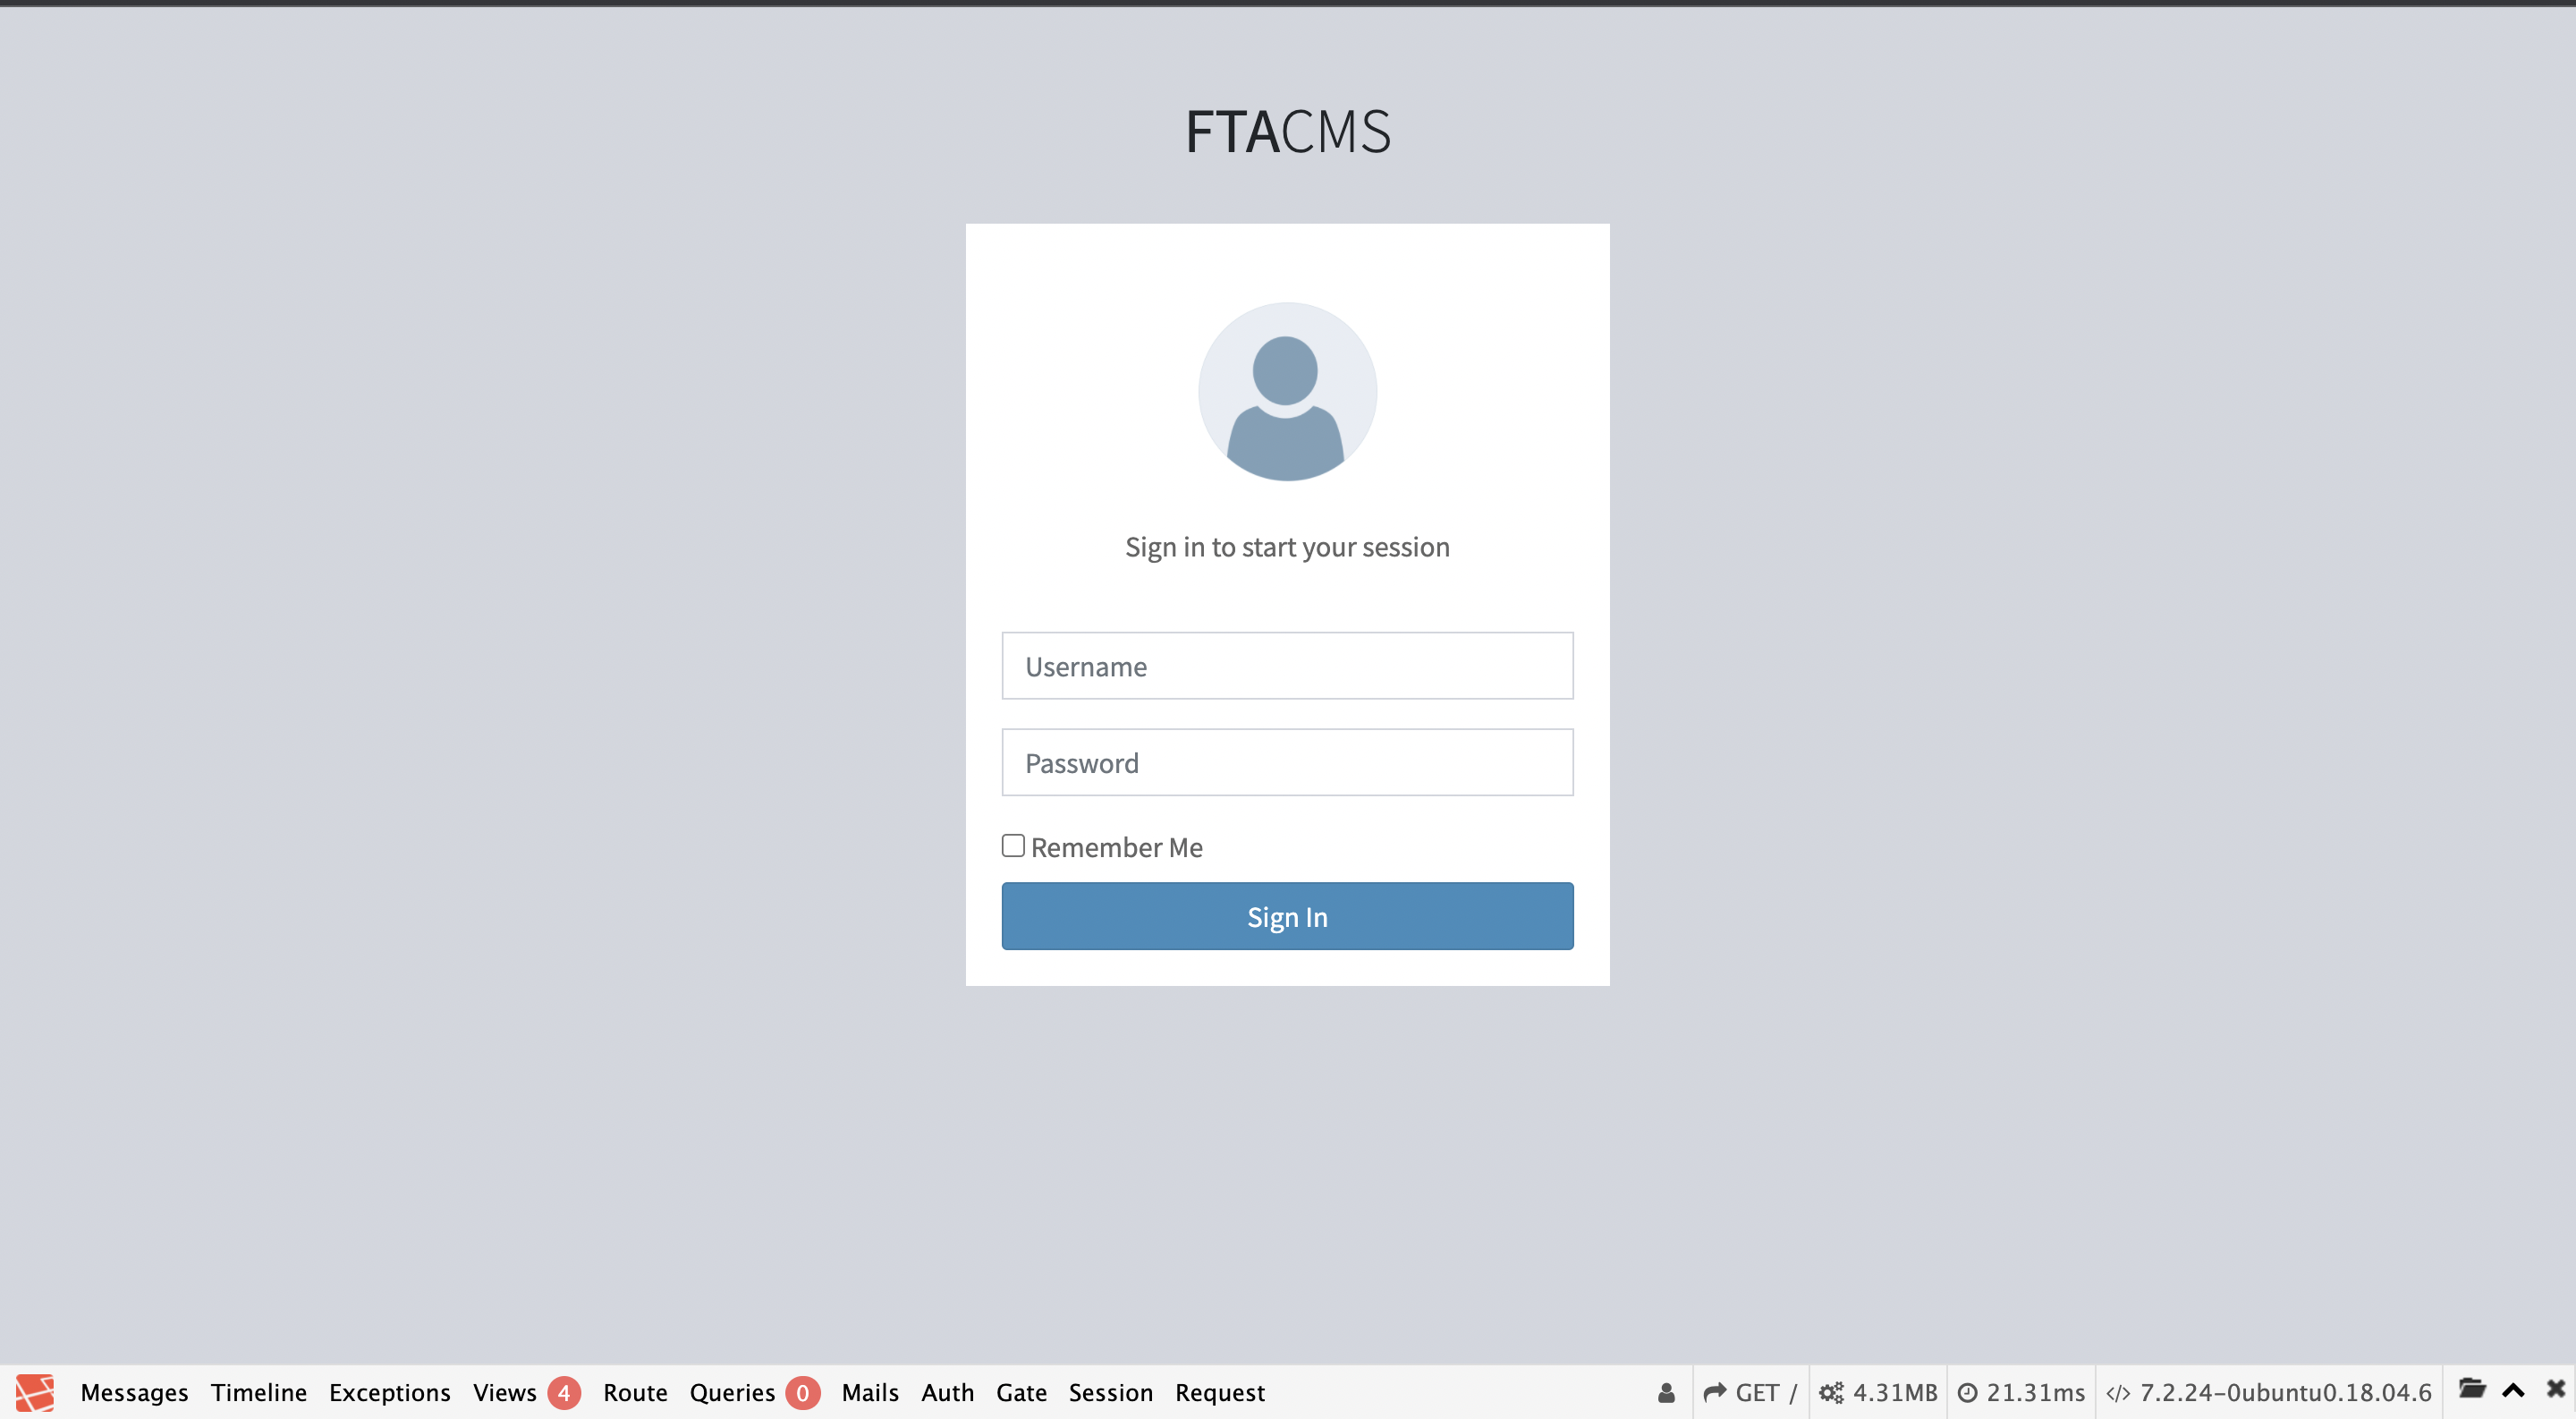 FTACMS
Sign in to start your session
Username
Password
Remember Me
Sign In
Messages Timeline Exceptions Views 4 Route Queries 0 Mails Auth Gate Session Request GET / 4.31MB 21.31ms </> 7.2.24-0ubuntu0.18.04.6